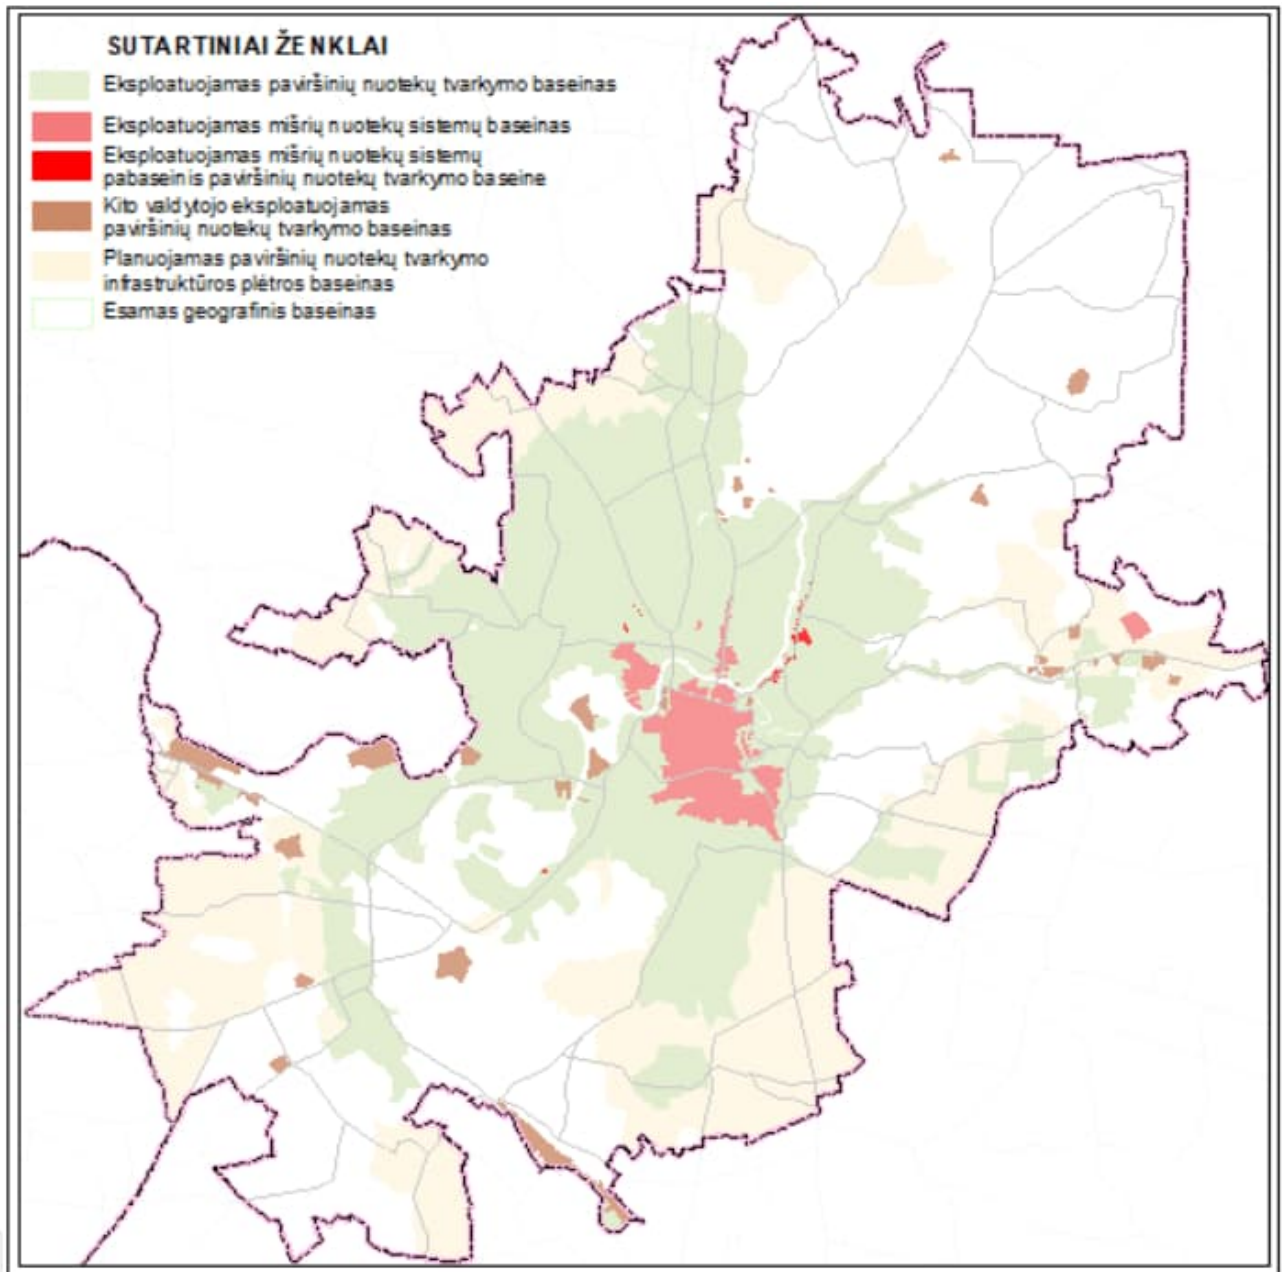 SUTARTINIAI ŽENKLAI
Eksploatuojamas paviršinių nuotekų tvarkymo baseinas
Eksploatuojamas mišrių nuotekų sistemų baseinas
Eksploatuojamas mišrių nuotekų sistemų
pabaseinis paviršinių nuotekų tvarkymo baseine
Kito valdytojo eksploatuojamas
paviršinių nuotekų tvarkymo baseinas
Planuojamas paviršinių nuotekų tvarkymo
infrastruktūros plėtros baseinas
Esamas geografinis baseinas